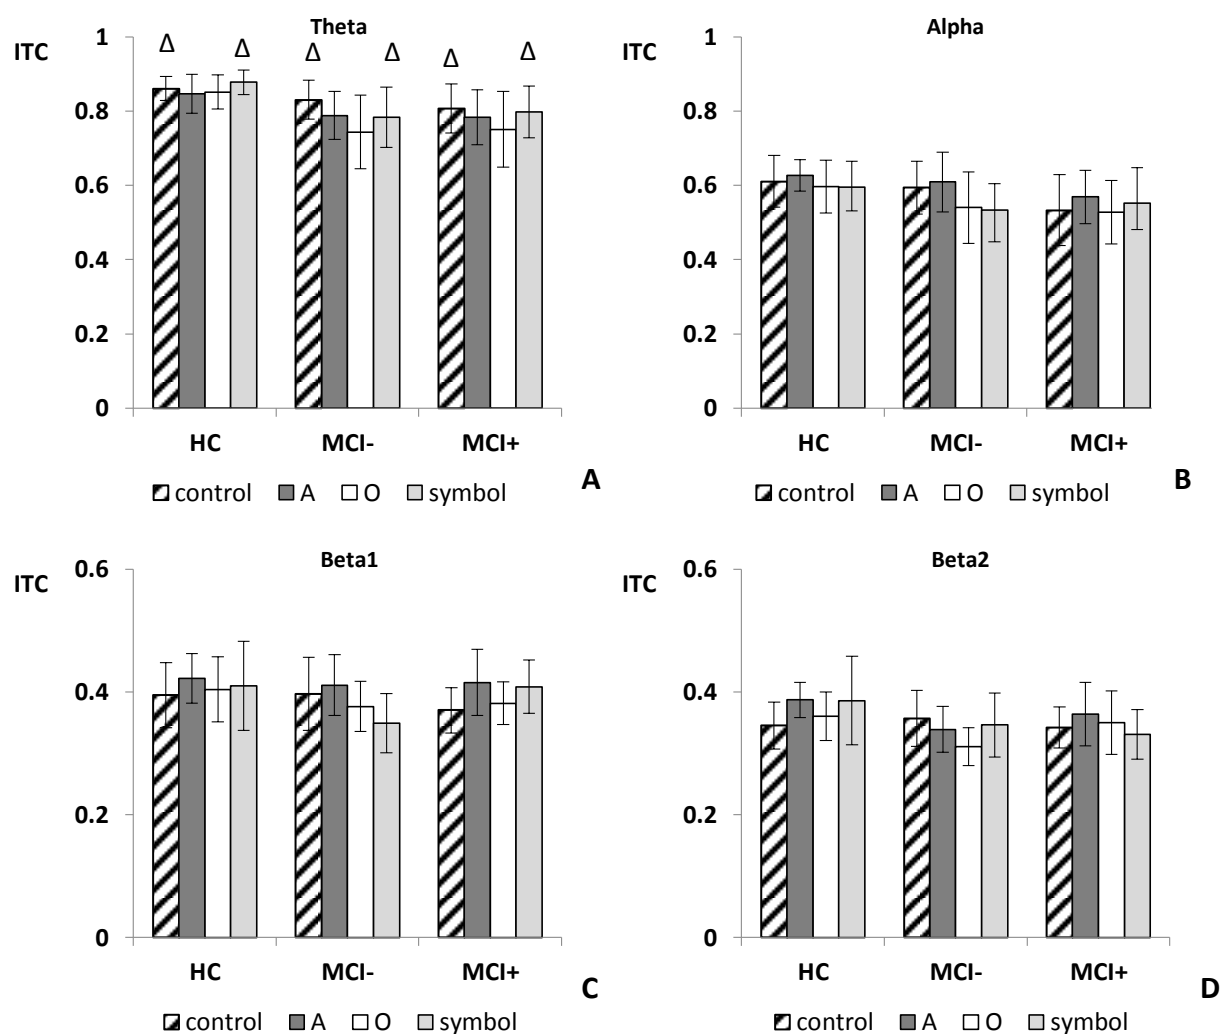 Theta
ITC
1
0.8
0.6
0.4
0.2
0
Δ Δ Δ Δ Δ Δ
HC MCI- MCI+
control A O symbol
A
Alpha
ITC
1
0.8
0.6
0.4
0.2
0
HC MCI- MCI+
control A O symbol
B
Beta1
ITC
0.6
0.4
0.2
0
HC MCI- MCI+
control A O symbol
C
Beta2
ITC
0.6
0.4
0.2
0
HC MCI- MCI+
control A O symbol
D